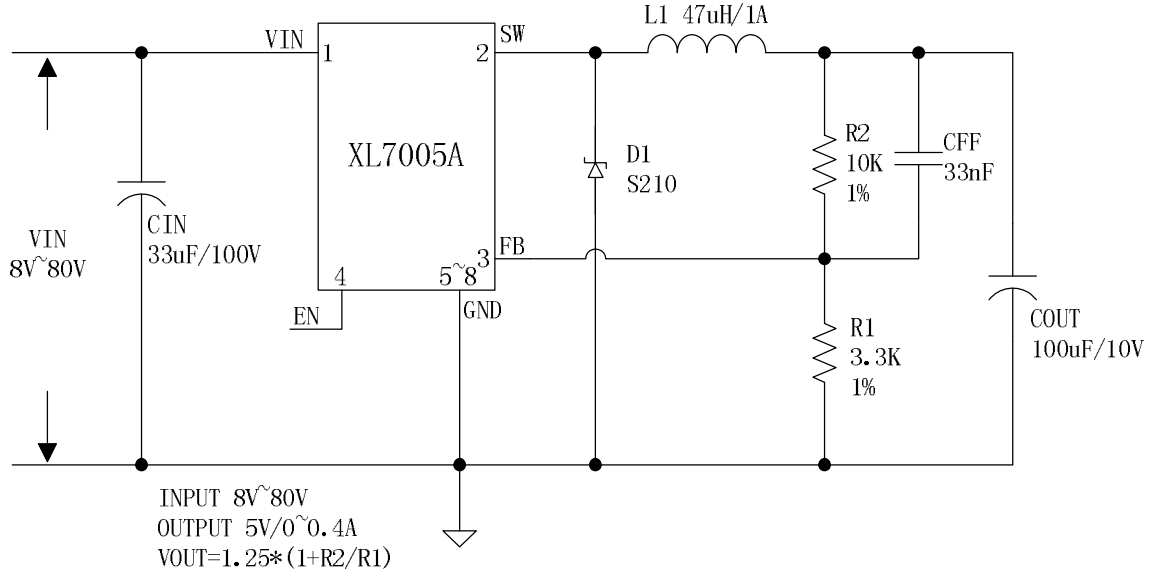 L1 47uH/1A
VIN
SW
1
2
XL7005A
R2
10K
1%
CFF
33nF
D1
S210
CIN
33uF/100V
VIN
8V~80V
FB
3
4
5~8
EN
GND
R1
3.3K
1%
COUT
100uF/10V
INPUT 8V~80V
OUTPUT 5V/0~0.4A
VOUT=1.25*(1+R2/R1)